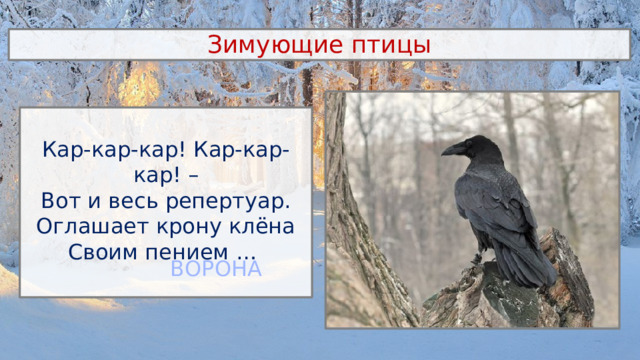 Зимующие птицы
Кар-кар-кар! Кар-кар-
кар! –
Вот и весь репертуар.
Оглашает крону клёна
Своим пением ...
ВОРОНА